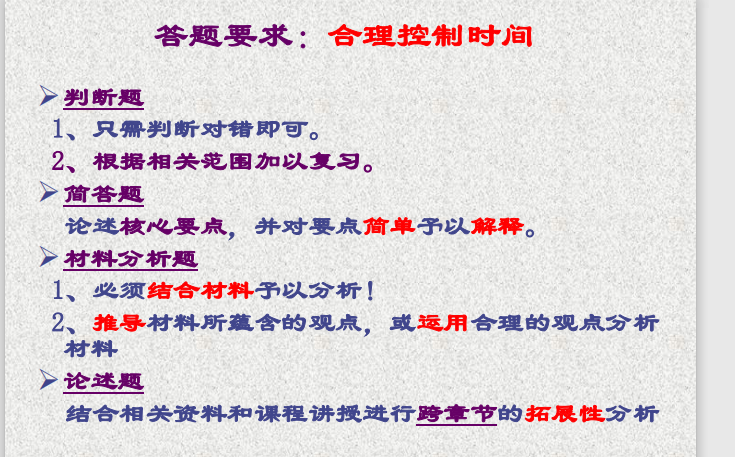 答题要求：合理控制时间
➢判断题
1、只需判断对错即可。
2、根据相关范围加以复习。
➢简答题
论述核心要点，并对要点简单予以解释。
➢材料分析题
1、必须结合材料予以分析！
2、推导材料所蕴含的观点，或运用合理的观点分析
材料
➢论述题
结合相关资料和课程讲授进行跨章节的拓展性分析